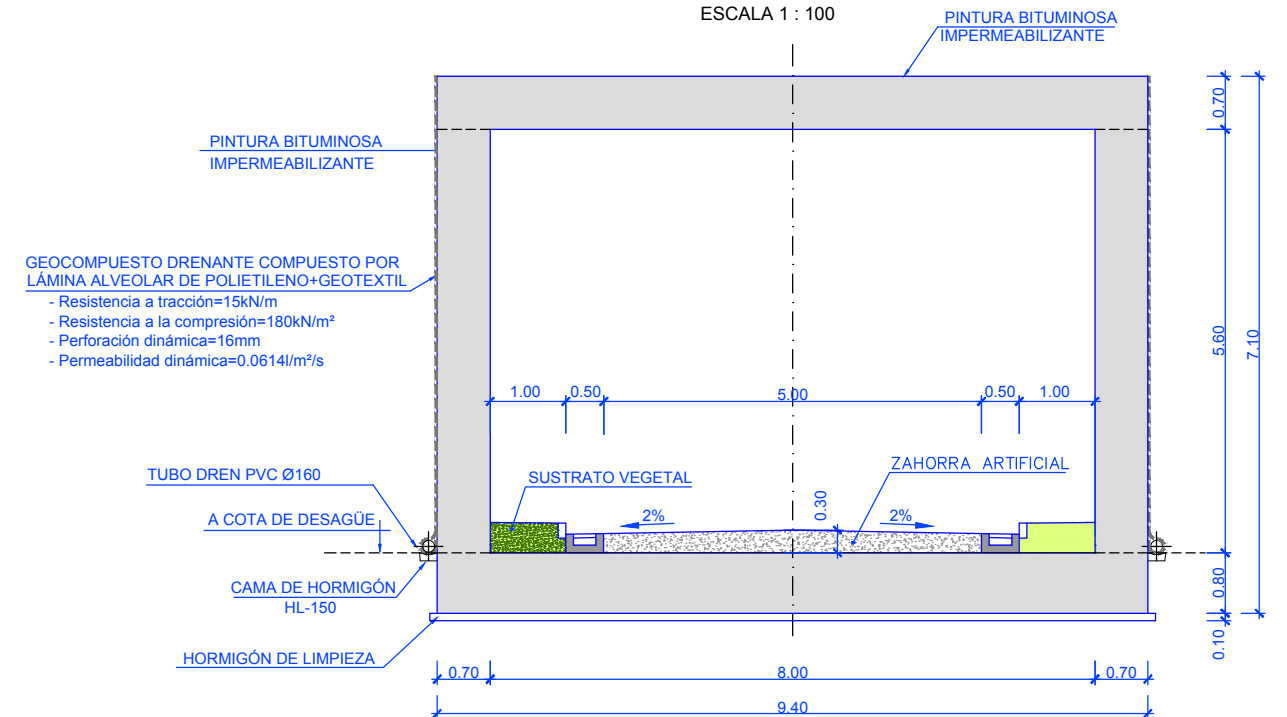 ESCALA 1 : 100
PINTURA BITUMINOSA
IMPERMEABILIZANTE
0.70
PINTURA BITUMINOSA
IMPERMEABILIZANTE
GEOCOMPUESTO DRENANTE COMPUESTO POR
LÁMINA ALVEOLAR DE POLIETILENO+GEOTEXTIL
- Resistencia a tracción=15kN/m
- Resistencia a la compresión=180kN/m²
- Perforación dinámica=16mm
- Permeabilidad dinámica=0.0614l/m²/s
5.60
7.10
1.00
0.50
5.00
0.50
1.00
TUBO DREN PVC Ø160
SUSTRATO VEGETAL
ZAHORRA ARTIFICIAL
A COTA DE DESAGÜE
2%
0.30
2%
CAMA DE HORMIGÓN
HL-150
0.80
0.10
HORMIGÓN DE LIMPIEZA
0.70
8.00
0.70
9.40